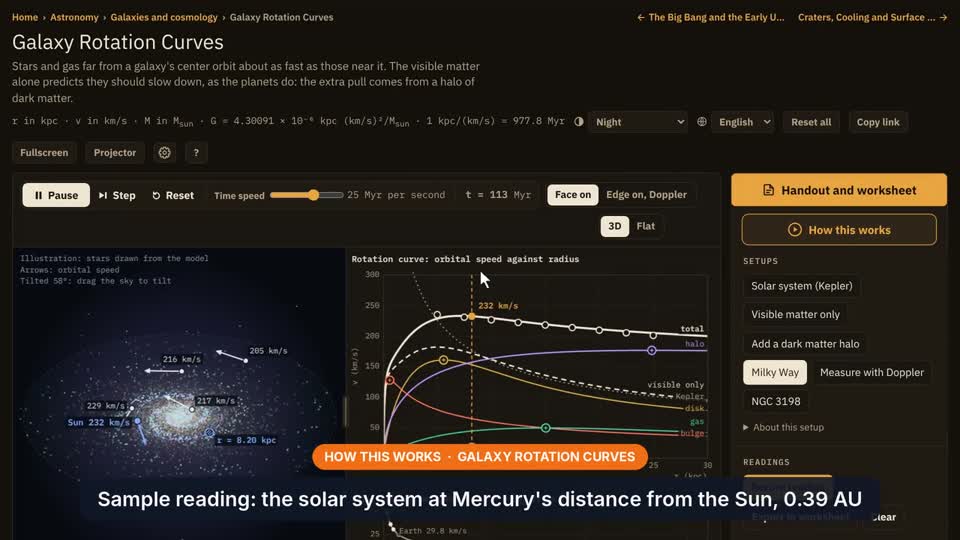 Home › Astronomy › Galaxies and cosmology › Galaxy Rotation Curves
← The Big Bang and the Early U... Craters, Cooling and Surface ... →
Galaxy Rotation Curves
Stars and gas far from a galaxy's center orbit about as fast as those near it. The visible matter
alone predicts they should slow down, as the planets do: the extra pull comes from a halo of
dark matter.
r in kpc · v in km/s · M in Msun · G = 4.30091 × 10⁻⁶ kpc (km/s)²/Msun · 1 kpc/(km/s) = 977.8 Myr
Night English Reset all Copy link
Fullscreen Projector ?
Pause Step Reset Time speed 25 Myr per second t = 113 Myr Face on Edge on, Doppler
3D Flat
Illustration: stars drawn from the model
Arrows: orbital speed
Tilted 58°: drag the sky to tilt
216 km/s
205 km/s
229 km/s
217 km/s
Sun 232 km/s
r = 8.20 kpc
Rotation curve: orbital speed against radius
300
250
200
150
100
50
v (km/s)
232 km/s
total
halo
visible only
Kepler
disk
gas
bulge
25
30
r (kpc)
25
Earth 29.8 km/s
Handout and worksheet
How this works
SETUPS
Solar system (Kepler)
Visible matter only
Add a dark matter halo
Milky Way Measure with Doppler
NGC 3198
About this setup
READINGS
Clear
HOW THIS WORKS · GALAXY ROTATION CURVES
Sample reading: the solar system at Mercury's distance from the Sun, 0.39 AU